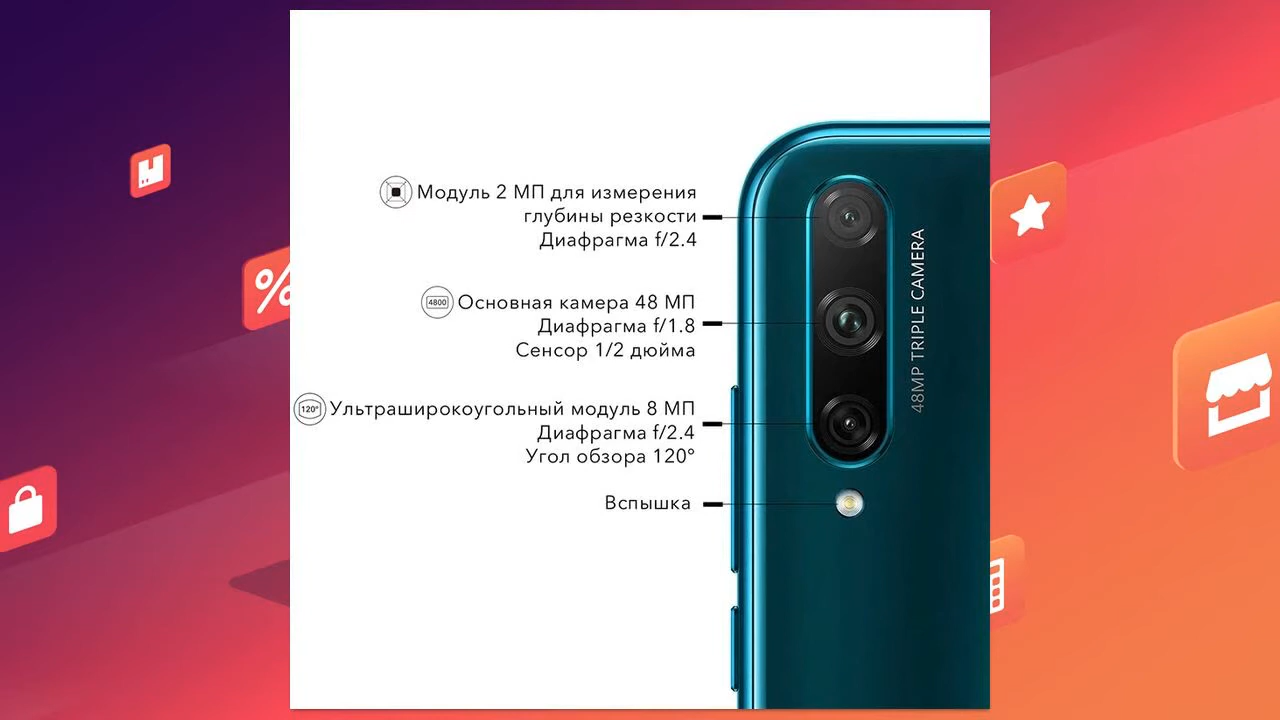 Модуль 2 МП для измерения
глубины резкости
Диафрагма f/2.4
4800
Основная камера 48 МП
Диафрагма f/1.8
Сенсор 1/2 дюйма
120°
Ультраширокоугольный модуль 8 МП
Диафрагма f/2.4
Угол обзора 120°
Вспышка
48MP TRIPLE CAMERA
%